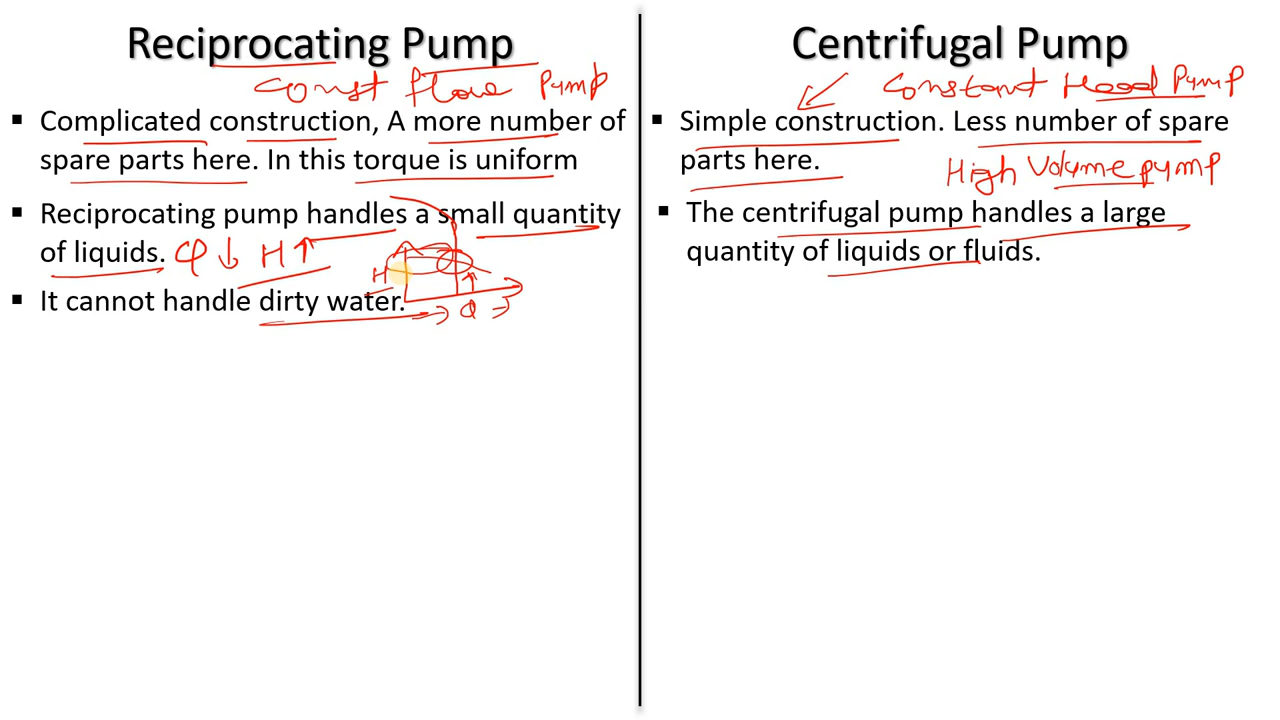 Reciprocating Pump
Const flow Pump
▪ Complicated construction, A more number of
spare parts here. In this torque is uniform
▪ Reciprocating pump handles a small quantity
of liquids. Q ↓ H ↑
H
Q →
▪ It cannot handle dirty water.
Centrifugal Pump
Constant Head Pump
▪ Simple construction. Less number of spare
parts here.
High Volume pump
▪ The centrifugal pump handles a large
quantity of liquids or fluids.